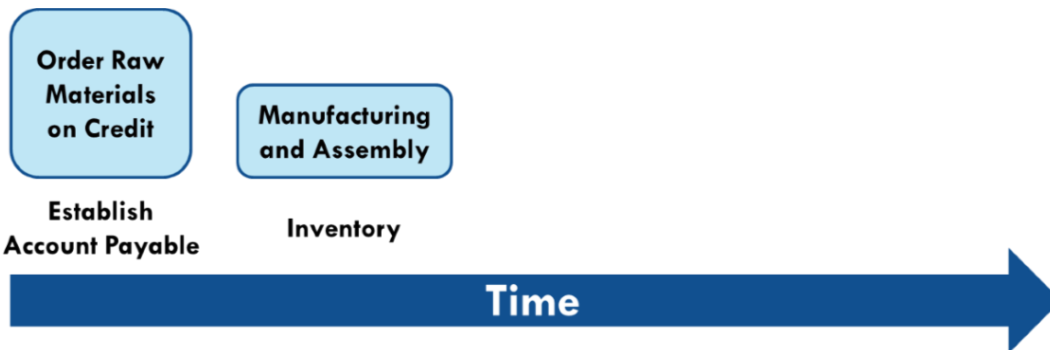 Order Raw
Materials
on Credit
Manufacturing
and Assembly
Establish
Account Payable
Inventory
Time